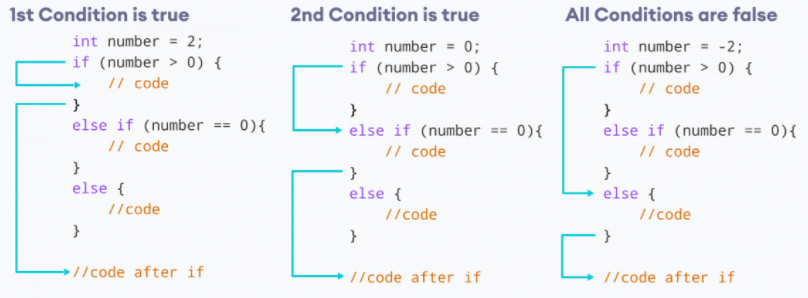 1st Condition is true
int number = 2;
if (number > 0) {
// code
}
else if (number == 0){
// code
}
else {
//code
}
//code after if
2nd Condition is true
int number = 0;
if (number > 0) {
// code
}
else if (number == 0){
// code
}
else {
//code
}
//code after if
All Conditions are false
int number = -2;
if (number > 0) {
// code
}
else if (number == 0){
// code
}
else {
//code
}
//code after if